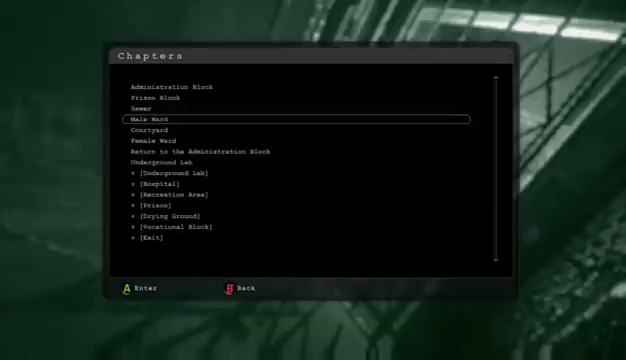 Chapters
Administration Block
Prison Block
Sewer
Male Ward
Courtyard
Female Ward
Return to the Administration Block
Underground Lab
+ [Underground Lab]
+ [Hospital]
+ [Recreation Area]
+ [Prison]
+ [Drying Ground]
+ [Vocational Block]
+ [Exit]
A Enter
B Back